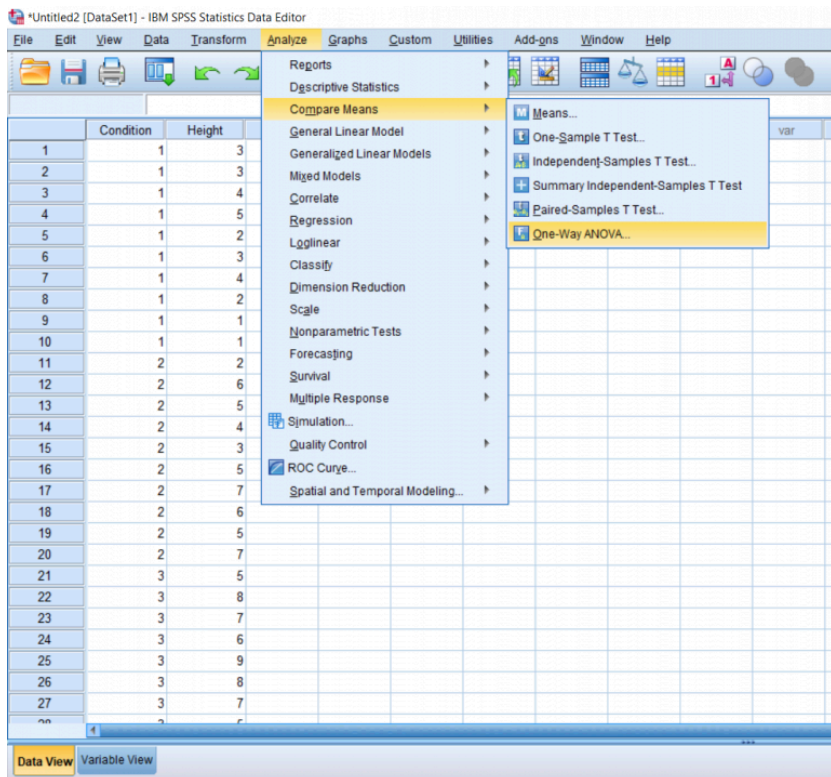 *Untitled2 [DataSet1] - IBM SPSS Statistics Data Editor
File Edit View Data Transform Analyze Graphs Custom Utilities Add-ons Window Help
Reports
Descriptive Statistics
Compare Means
General Linear Model
Generalized Linear Models
Mixed Models
Correlate
Regression
Loglinear
Classify
Dimension Reduction
Scale
Nonparametric Tests
Forecasting
Survival
Multiple Response
Simulation...
Quality Control
ROC Curve...
Spatial and Temporal Modeling...
Means...
One-Sample T Test...
Independent-Samples T Test...
Summary Independent-Samples T Test
Paired-Samples T Test...
One-Way ANOVA...
Condition Height var
1 1 3
2 1 3
3 1 4
4 1 5
5 1 2
6 1 3
7 1 4
8 1 2
9 1 1
10 1 1
11 2 2
12 2 6
13 2 5
14 2 4
15 2 3
16 2 5
17 2 7
18 2 6
19 2 5
20 2 7
21 3 5
22 3 8
23 3 7
24 3 6
25 3 9
26 3 8
27 3 7
Data View Variable View